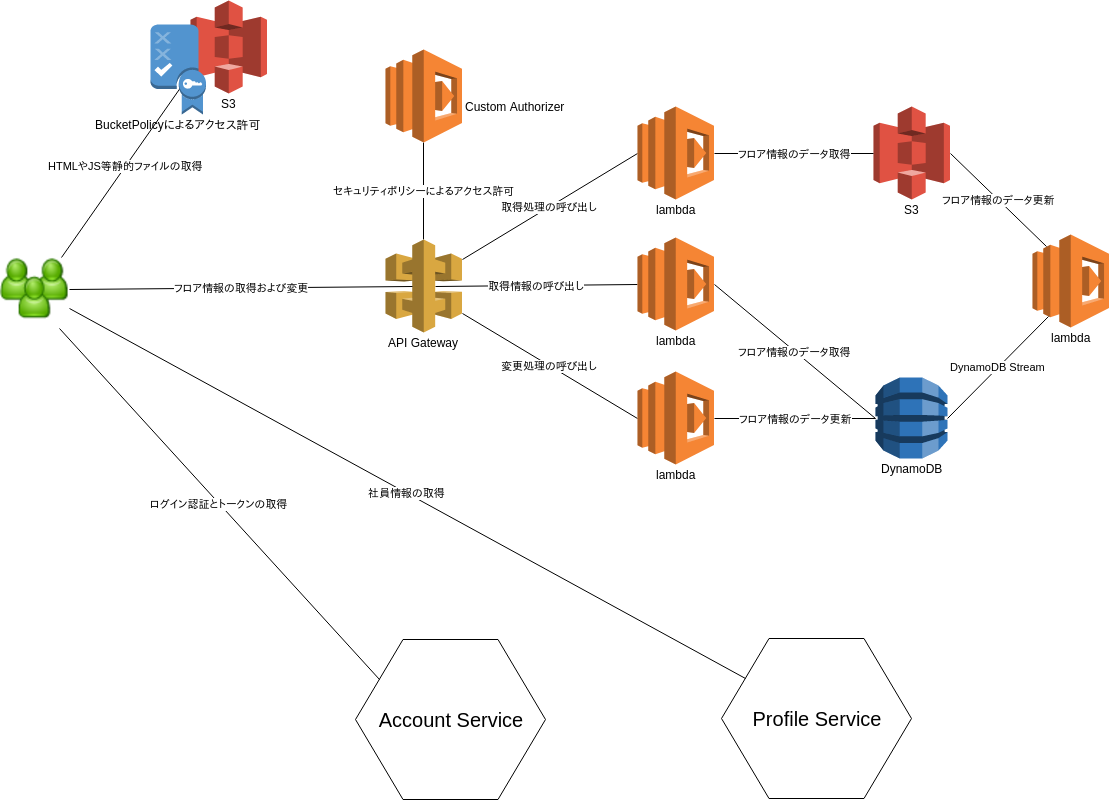 S3
BucketPolicyによるアクセス許可
HTMLやJS等静的ファイルの取得
Custom Authorizer
セキュリティポリシーによるアクセス許可
取得処理の呼び出し
lambda
フロア情報のデータ取得
S3
フロア情報のデータ更新
フロア情報の取得および変更
API Gateway
取得情報の呼び出し
lambda
lambda
フロア情報のデータ取得
変更処理の呼び出し
DynamoDB Stream
lambda
フロア情報のデータ更新
DynamoDB
社員情報の取得
ログイン認証とトークンの取得
Account Service
Profile Service